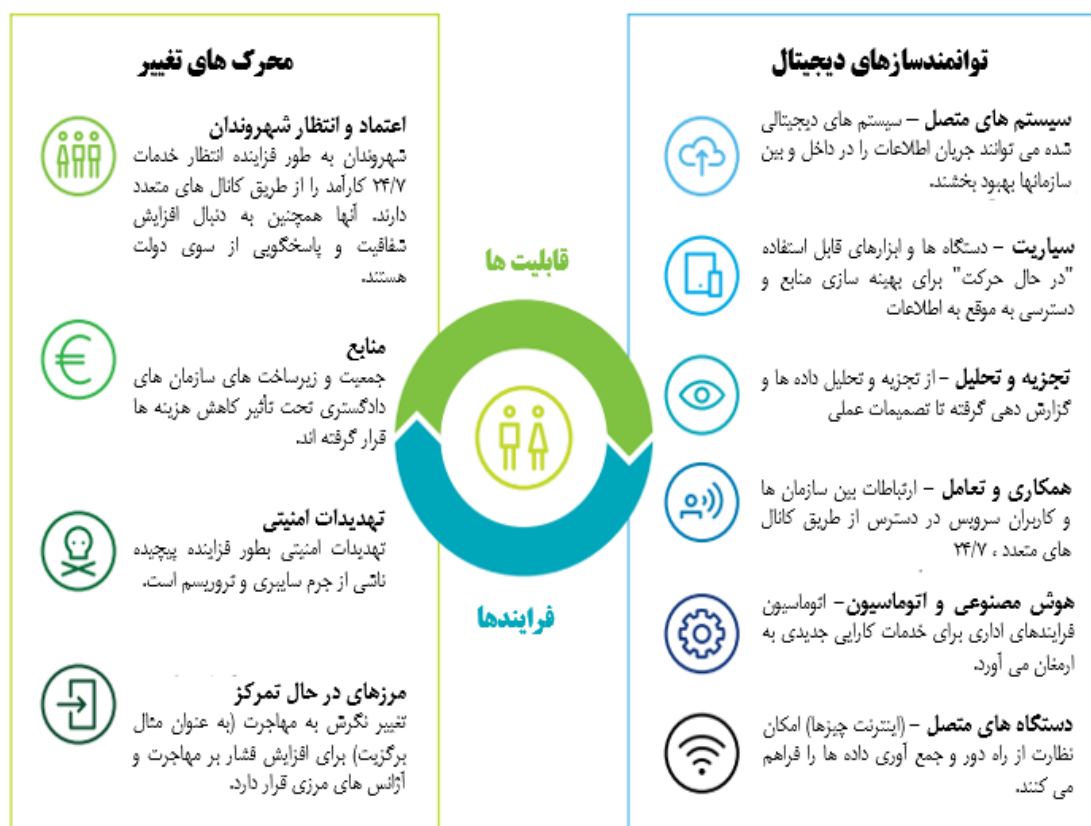 توانمندسازهای دیجیتال
سیستم های متصل – سیستم های دیجیتالی
شده می توانند جریان اطلاعات را در داخل و بین
سازمانها بهبود بخشند.
سیاریت – دستگاه ها و ابزارهای قابل استفاده
"در حال حرکت" برای بهینه سازی منابع و
دسترسی به موقع به اطلاعات
تجزیه و تحلیل – از تجزیه و تحلیل داده ها و
گزارش دهی گرفته تا تصمیمات عملی
همکاری و تعامل – ارتباطات بین سازمان ها
و کاربران سرویس در دسترس از طریق کانال
های متعدد ، ۲۴/۷
هوش مصنوعی و اتوماسیون– اتوماسیون
فرایندهای اداری برای خدمات کارایی جدیدی به
ارمغان می آورد.
دستگاه های متصل – (اینترنت چیزها) امکان
نظارت از راه دور و جمع آوری داده ها را فراهم
می کنند.
قابلیت ها
فرایندها
محرک های تغییر
اعتماد و انتظار شهروندان
شهروندان به طور فزاینده انتظار خدمات
۲۴/۷ کارآمد را از طریق کانال های متعدد
دارند. آنها همچنین به دنبال افزایش
شفافیت و پاسخگویی از سوی دولت
هستند.
منابع
جمعیت و زیرساخت های سازمان های
دادگستری تحت تأثیر کاهش هزینه ها
قرار گرفته اند.
تهدیدات امنیتی
تهدیدات امنیتی بطور فزاینده پیچیده
ناشی از جرم سایبری و تروریسم است.
مرزهای در حال تمرکز
تغییر نگرش به مهاجرت (به عنوان مثال
برگزیت) برای افزایش فشار بر مهاجرت و
آژانس های مرزی قرار دارد.